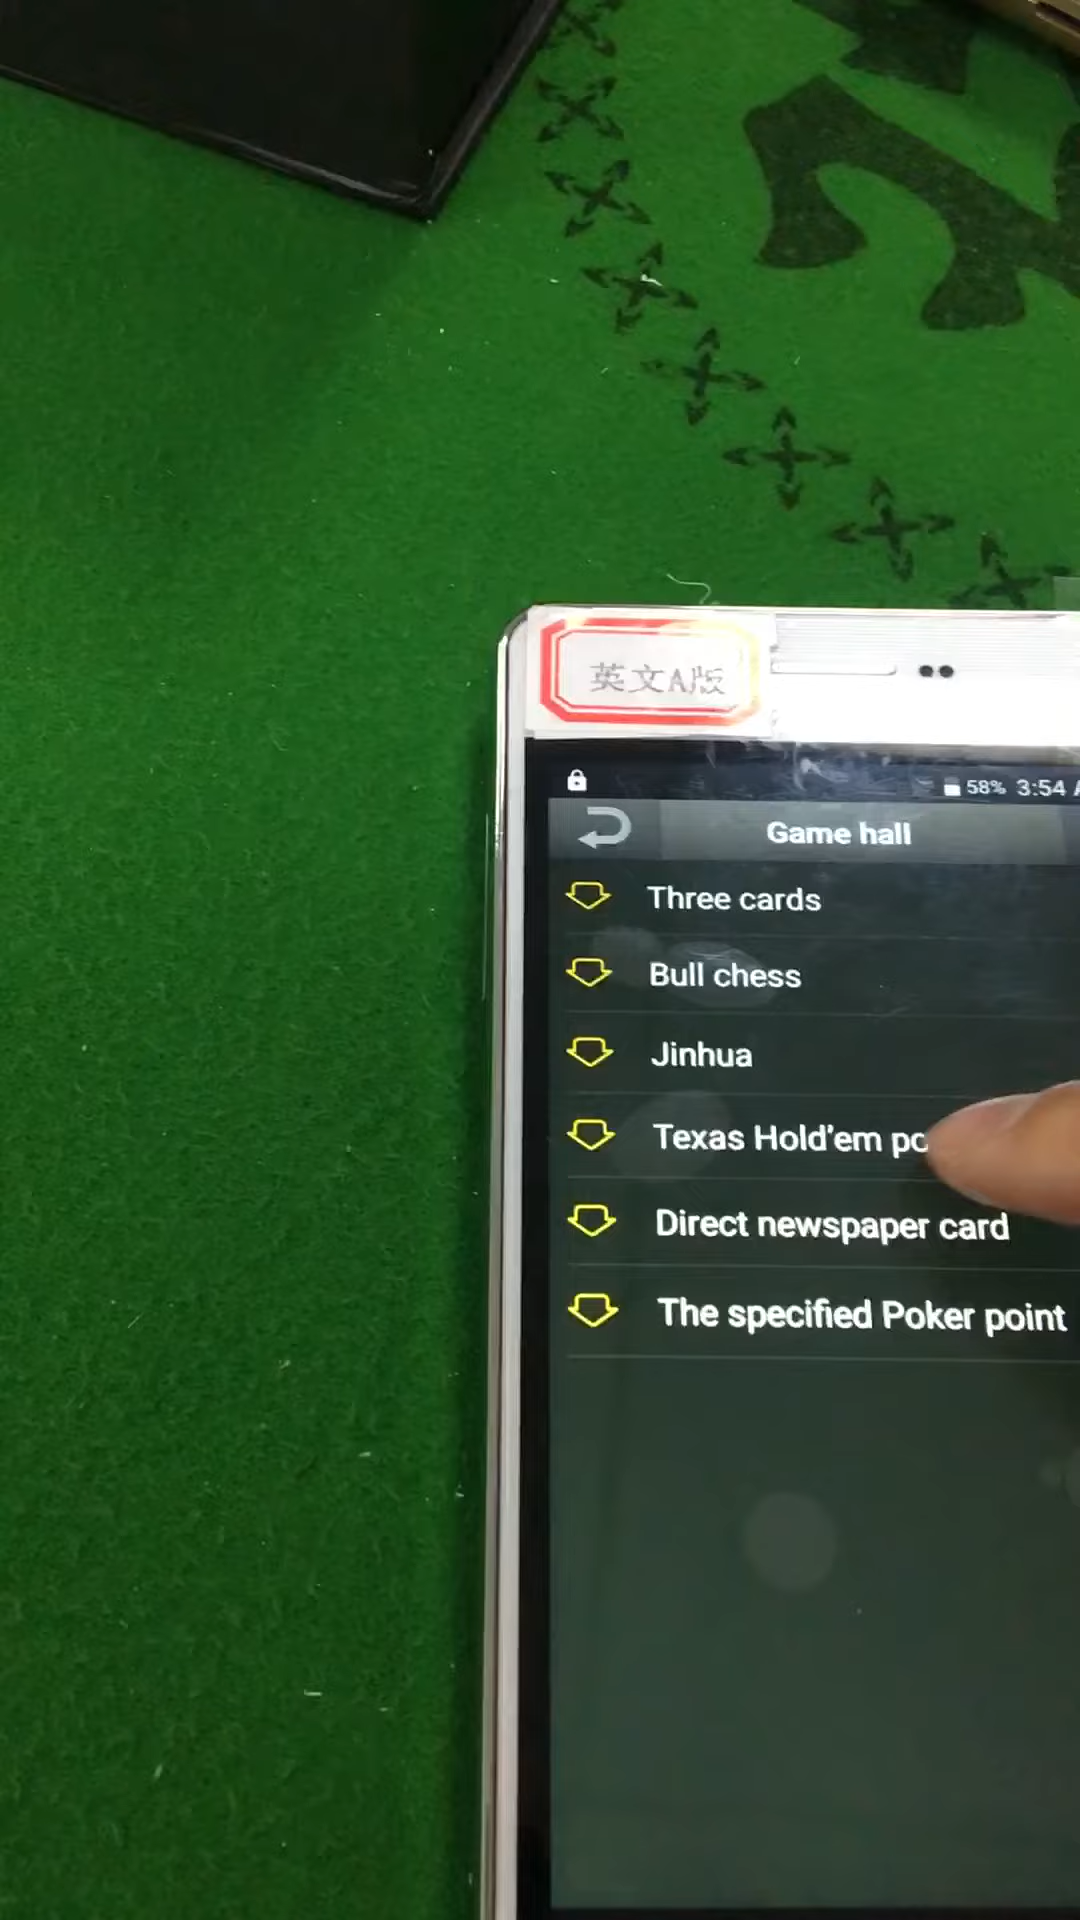 英文A版
58% 3:54
Game hall
Three cards
Bull chess
Jinhua
Texas Hold'em po
Direct newspaper card
The specified Poker point